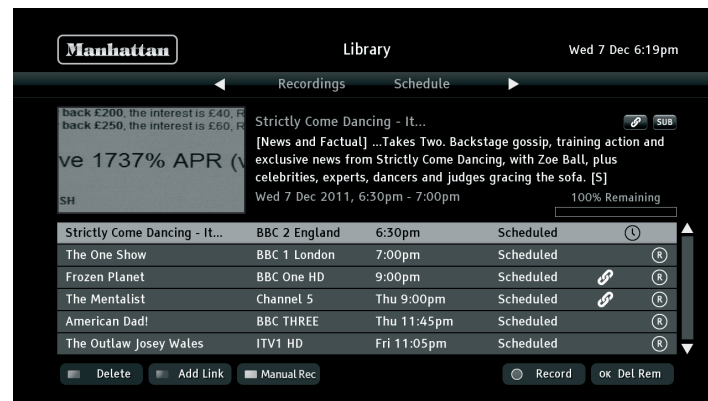 Manhattan
Library
Wed 7 Dec 6:19pm
Recordings Schedule
back £200, the interest is £40, R
back £250, the interest is £60, R
ve 1737% APR (v
SH
Strictly Come Dancing - It...
SUB
[News and Factual] ...Takes Two. Backstage gossip, training action and
exclusive news from Strictly Come Dancing, with Zoe Ball, plus
celebrities, experts, dancers and judges gracing the sofa. [S]
Wed 7 Dec 2011, 6:30pm - 7:00pm
100% Remaining
Strictly Come Dancing - It... BBC 2 England 6:30pm Scheduled
The One Show BBC 1 London 7:00pm Scheduled R
Frozen Planet BBC One HD 9:00pm Scheduled R
The Mentalist Channel 5 Thu 9:00pm Scheduled R
American Dad! BBC THREE Thu 11:45pm Scheduled R
The Outlaw Josey Wales ITV1 HD Fri 11:05pm Scheduled R
Delete Add Link Manual Rec Record OK Del Rem